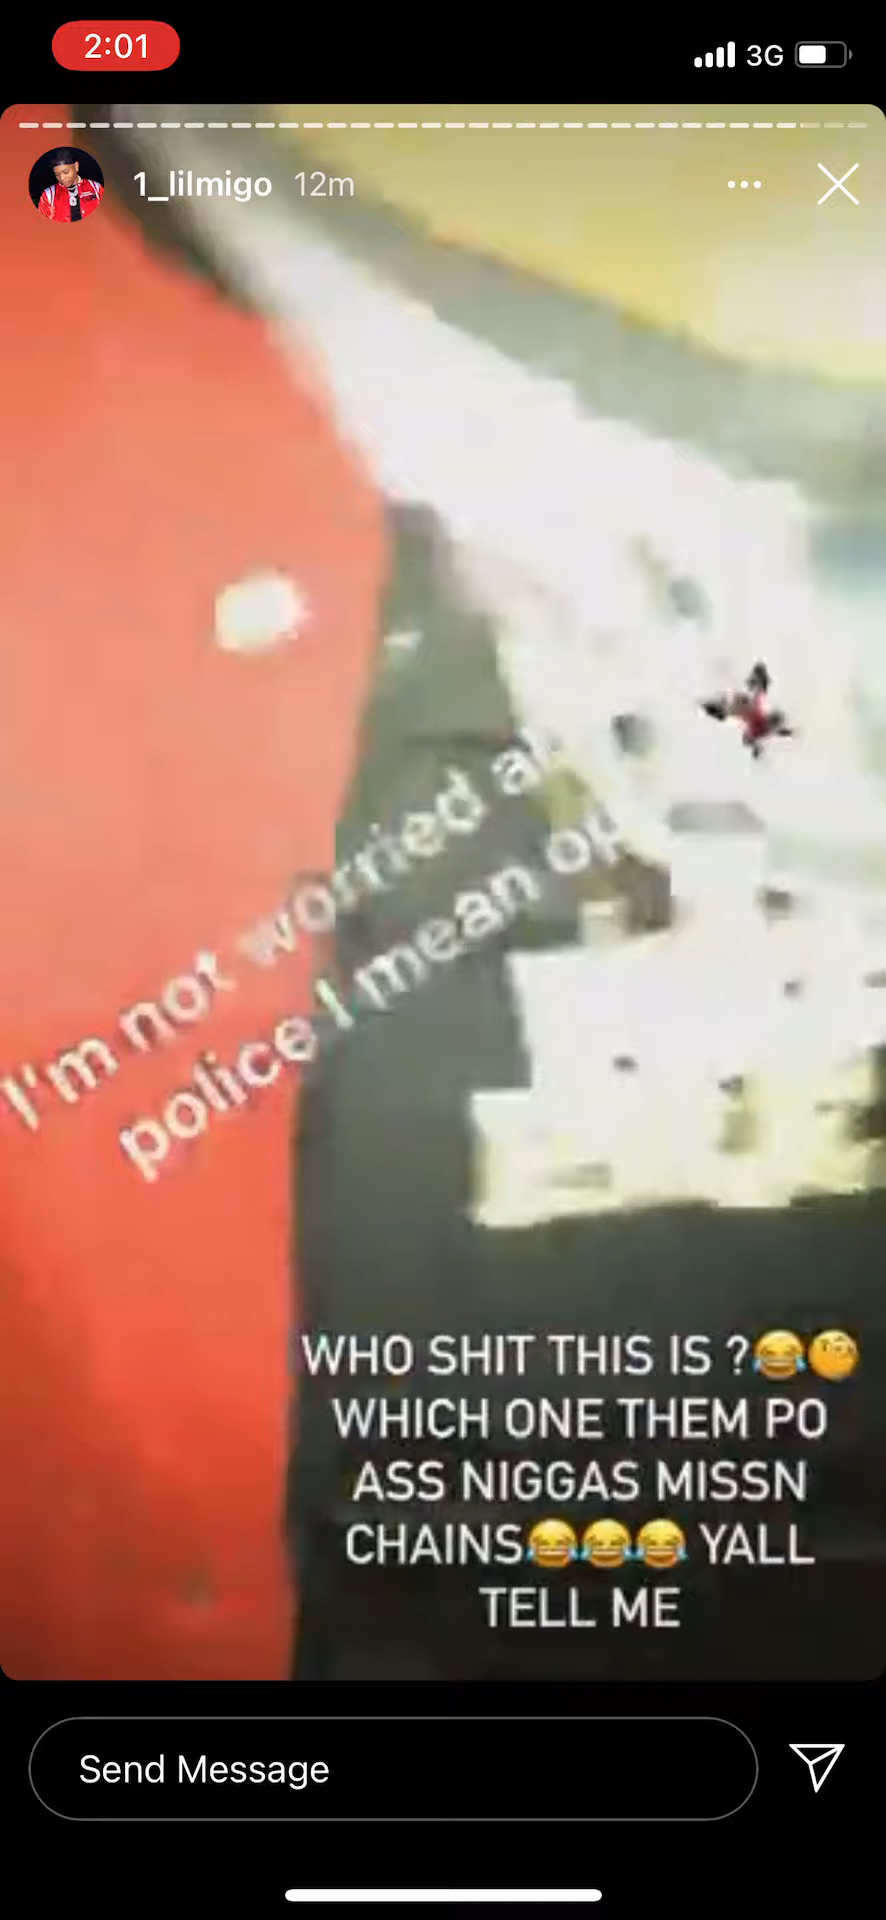 2:01
3G
1_lilmigo 12m
I'm not worried
police I mean
WHO SHIT THIS IS ?😂🧐
WHICH ONE THEM PO
ASS NIGGAS MISSN
CHAINS😂😂😂 YALL
TELL ME
Send Message